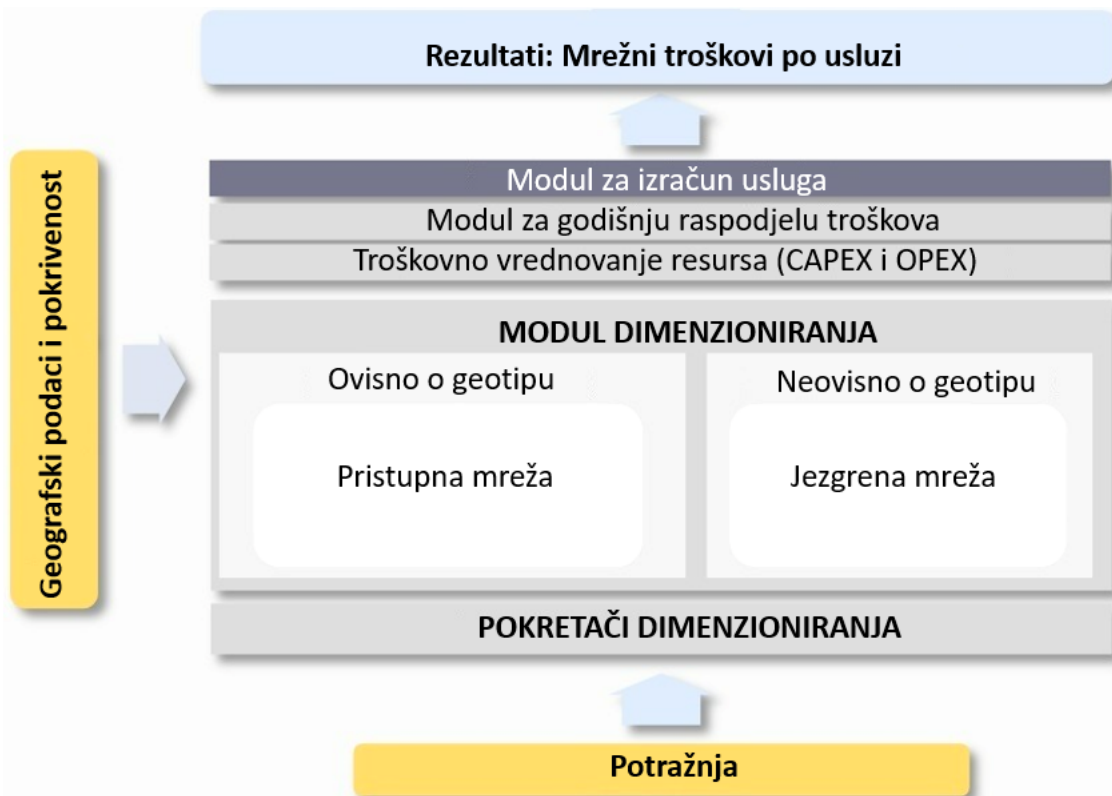 Rezultati: Mrežni troškovi po usluzi
Geografski podaci i pokrivenost
Modul za izračun usluga
Modul za godišnju raspodjelu troškova
Troškovno vrednovanje resursa (CAPEX i OPEX)
MODUL DIMENZIONIRANJA
Ovisno o geotipu
Neovisno o geotipu
Pristupna mreža
Jezgrena mreža
POKRETAČI DIMENZIONIRANJA
Potražnja